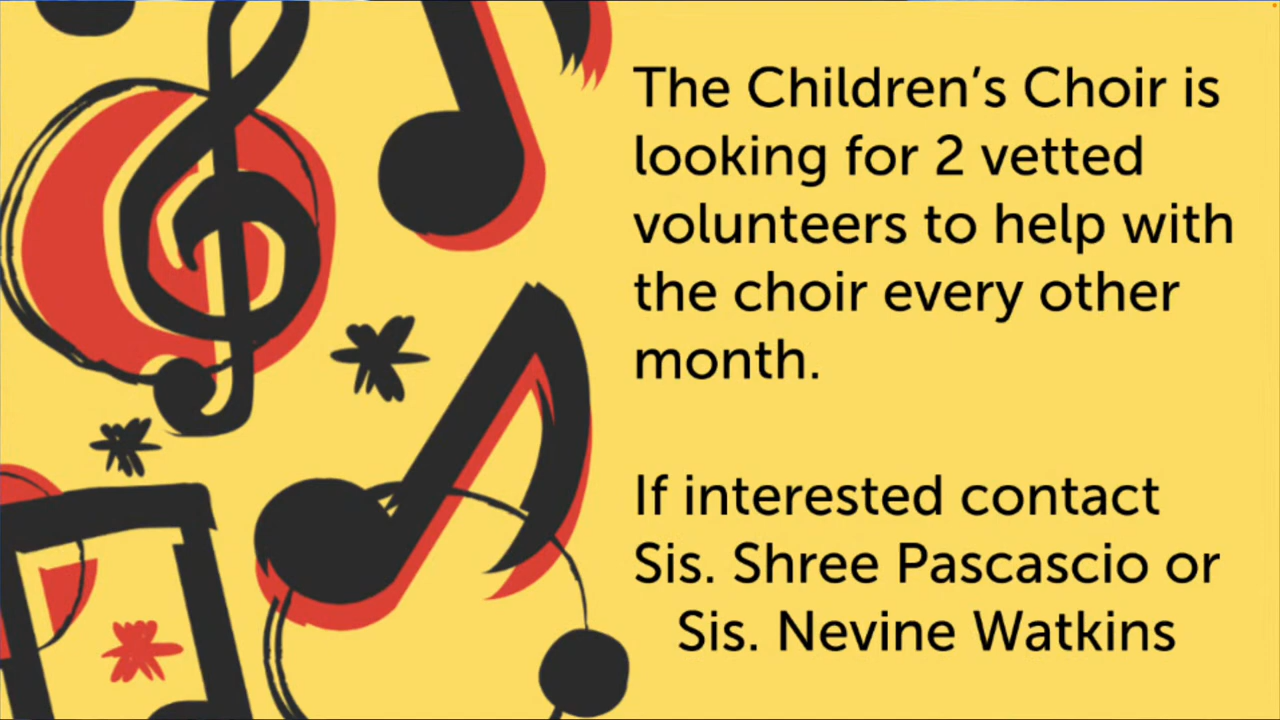 The Children’s Choir is
looking for 2 vetted
volunteers to help with
the choir every other
month.
If interested contact
Sis. Shree Pascascio or
Sis. Nevine Watkins